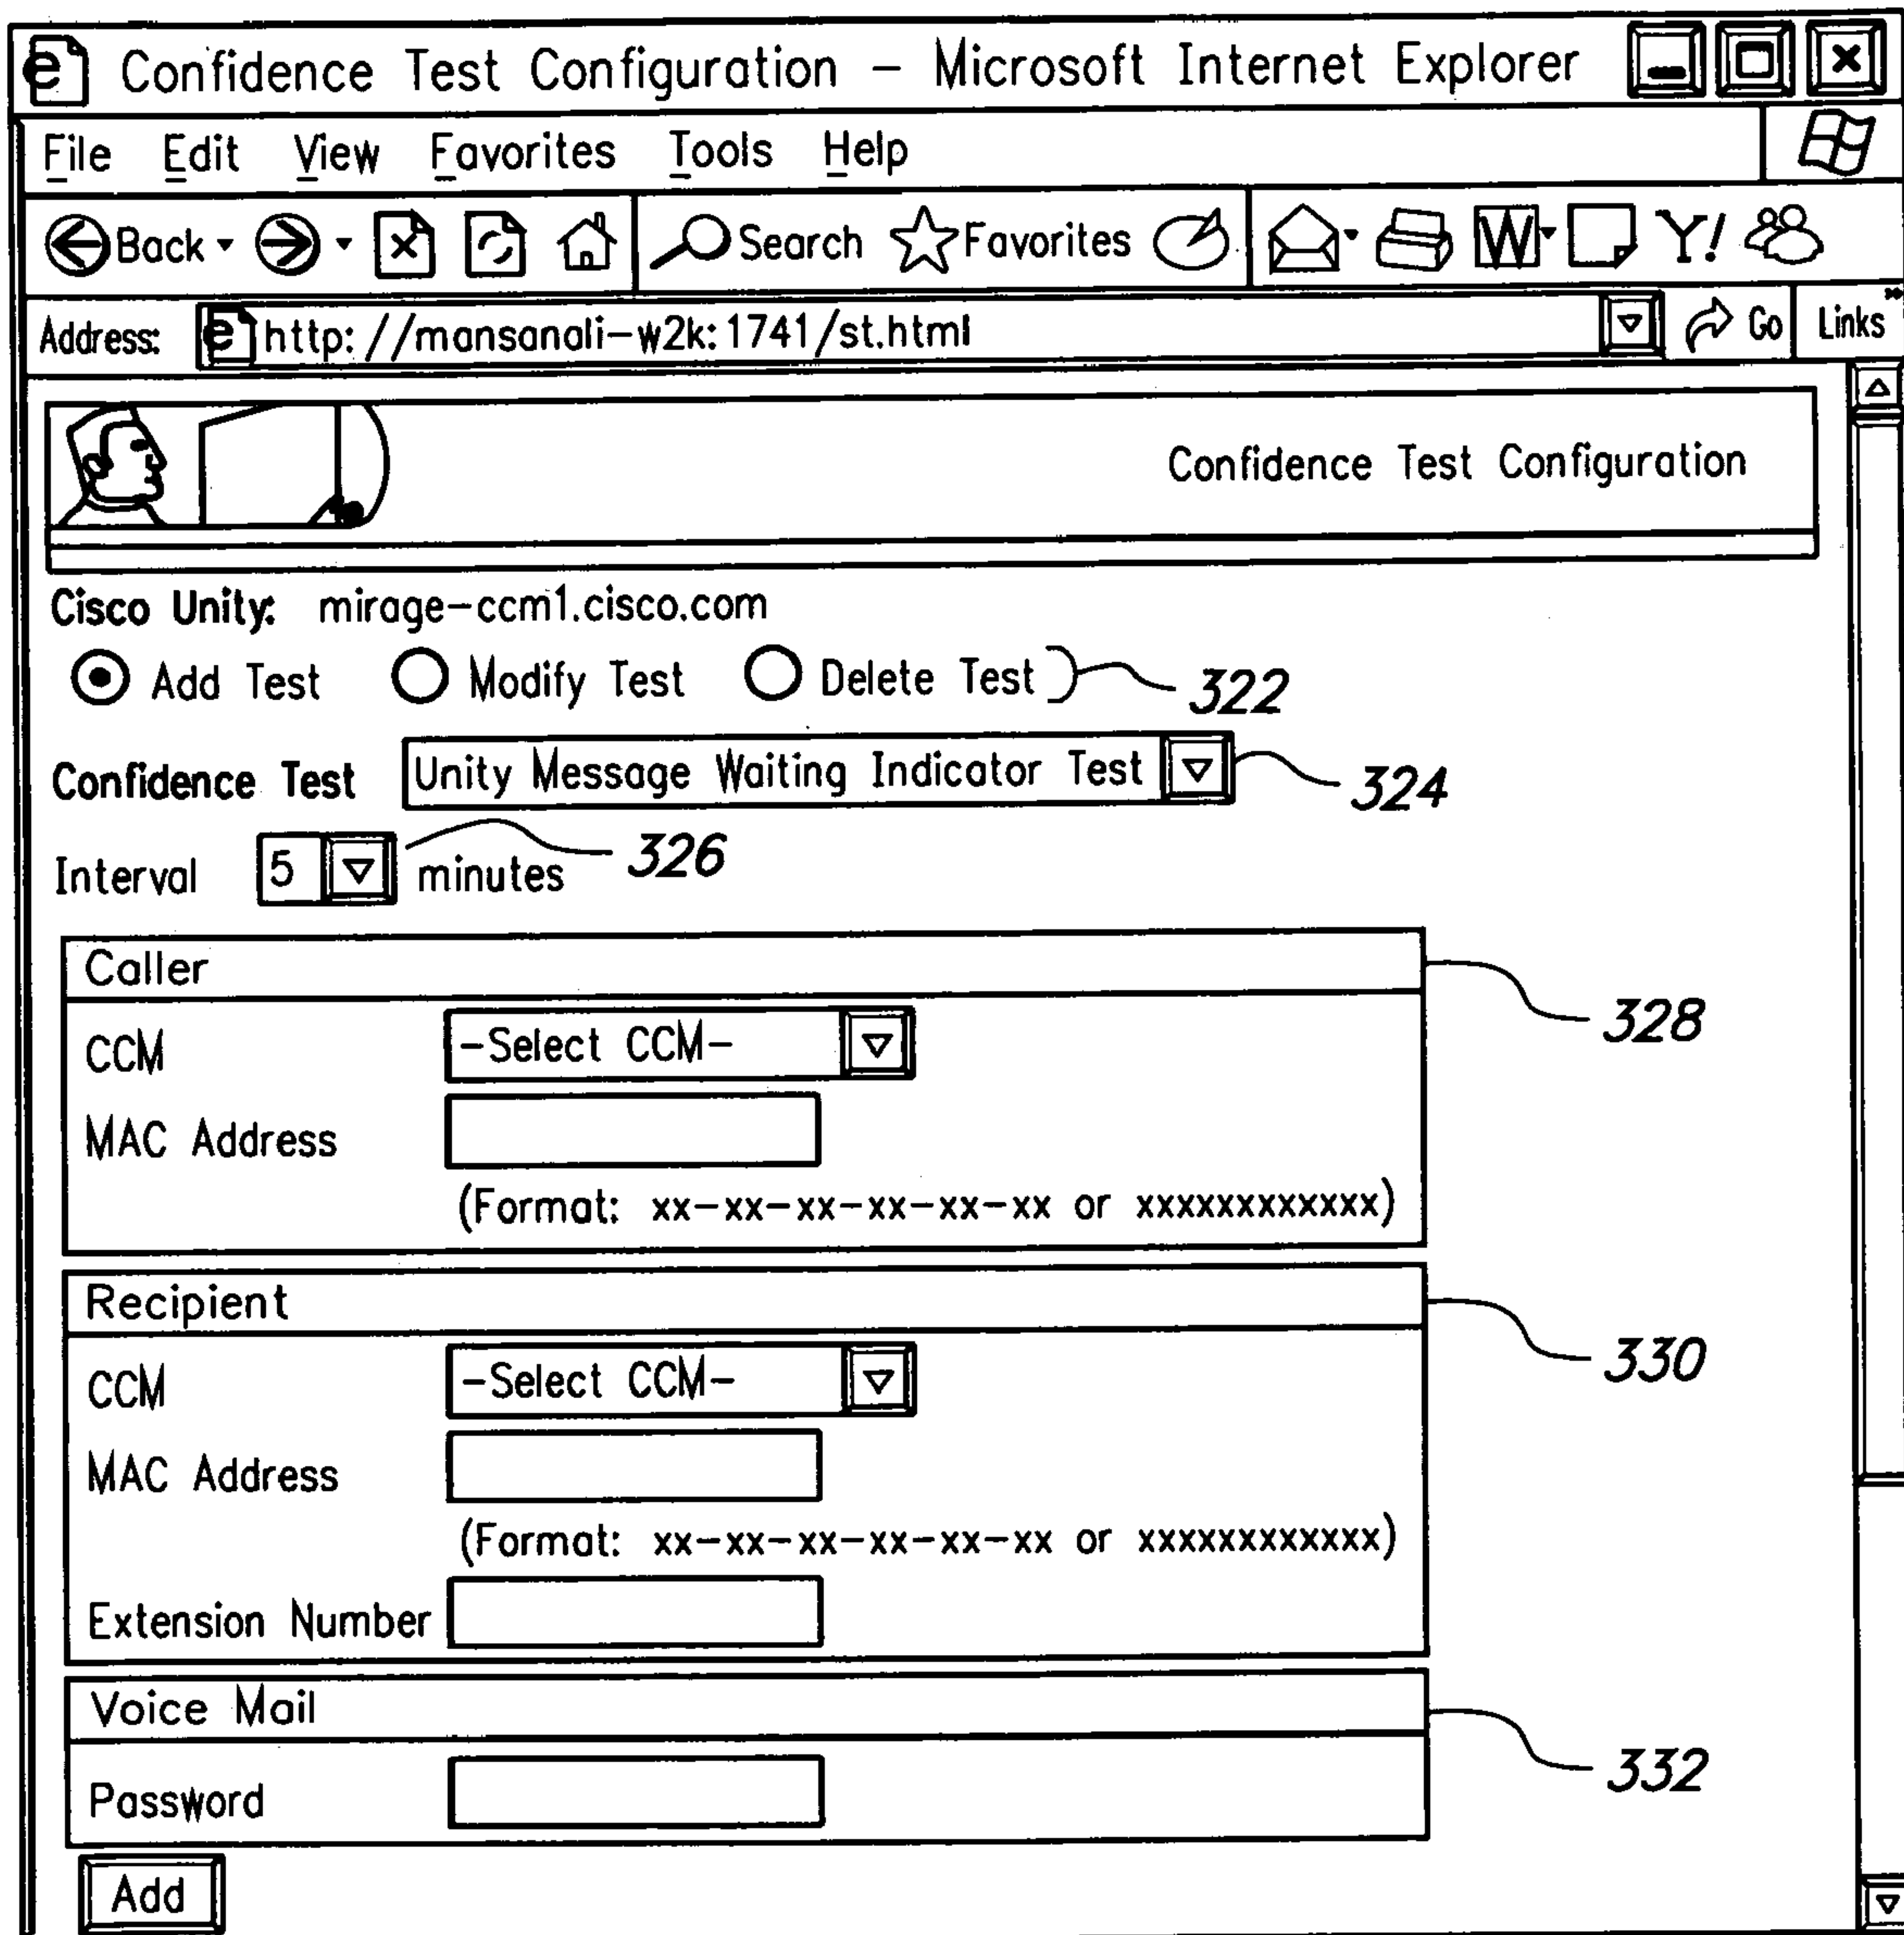 Confidence Test Configuration – Microsoft Internet Explorer
File Edit View Favorites Tools Help
Back Search Favorites W Y!
Address: http://mansanali-w2k:1741/st.html Go Links »
Confidence Test Configuration
Cisco Unity: mirage-ccm1.cisco.com
Add Test Modify Test Delete Test 322
Confidence Test Unity Message Waiting Indicator Test 324
Interval 5 minutes 326
Caller
328
CCM -Select CCM-
MAC Address
(Format: xx-xx-xx-xx-xx-xx or xxxxxxxxxxxx)
Recipient
330
CCM -Select CCM-
MAC Address
(Format: xx-xx-xx-xx-xx-xx or xxxxxxxxxxxx)
Extension Number
Voice Mail
332
Password
Add